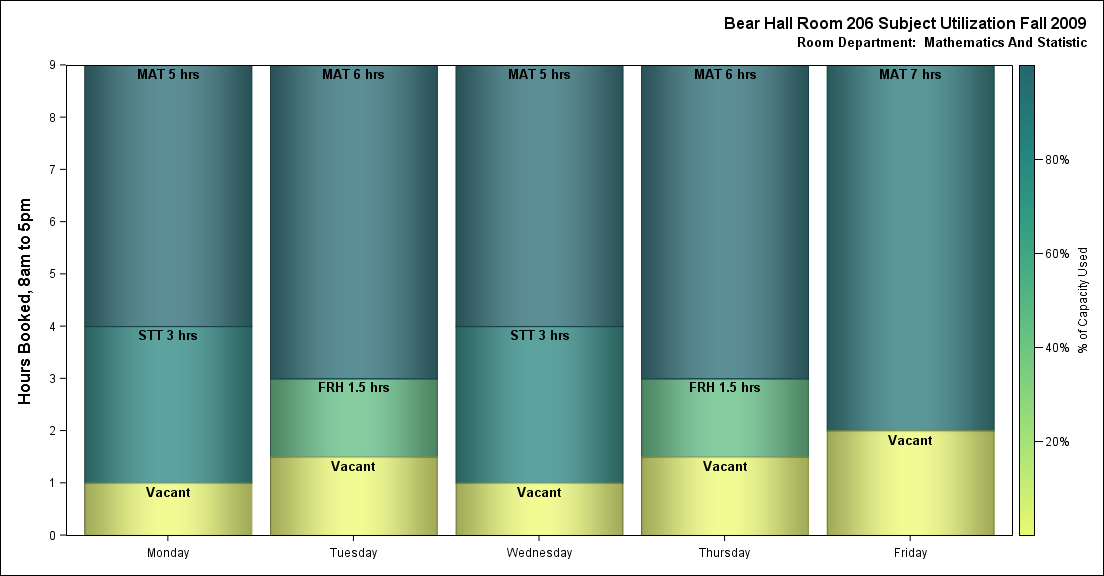 Bear Hall Room 206 Subject Utilization Fall 2009
Room Department:  Mathematics And Statistic
Hours Booked, 8am to 5pm
9
8
7
6
5
4
3
2
1
0
MAT 5 hrs
STT 3 hrs
Vacant
MAT 6 hrs
FRH 1.5 hrs
Vacant
MAT 5 hrs
STT 3 hrs
Vacant
MAT 6 hrs
FRH 1.5 hrs
Vacant
MAT 7 hrs
Vacant
Monday
Tuesday
Wednesday
Thursday
Friday
80%
60%
40%
20%
% of Capacity Used